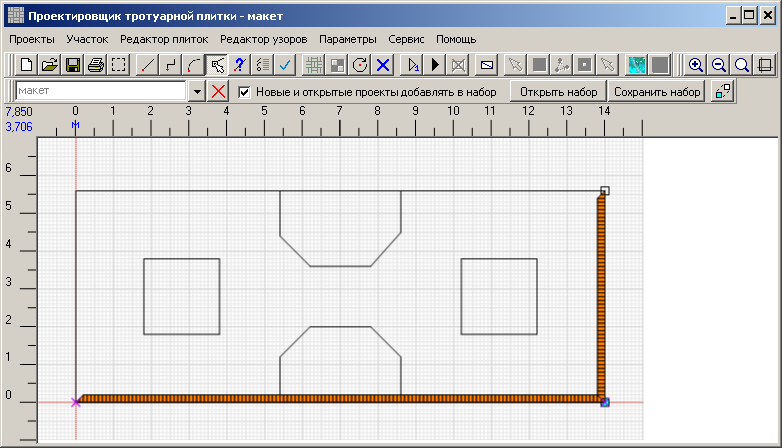 Проектировщик тротуарной плитки - макет
Проекты Участок Редактор плиток Редактор узоров Параметры Сервис Помощь
макет Новые и открытые проекты добавлять в набор Открыть набор Сохранить набор
7,850 0 1 2 3 4 5 6 7 8 9 10 11 12 13 14
3,706 м
6
5
4
3
2
1
0